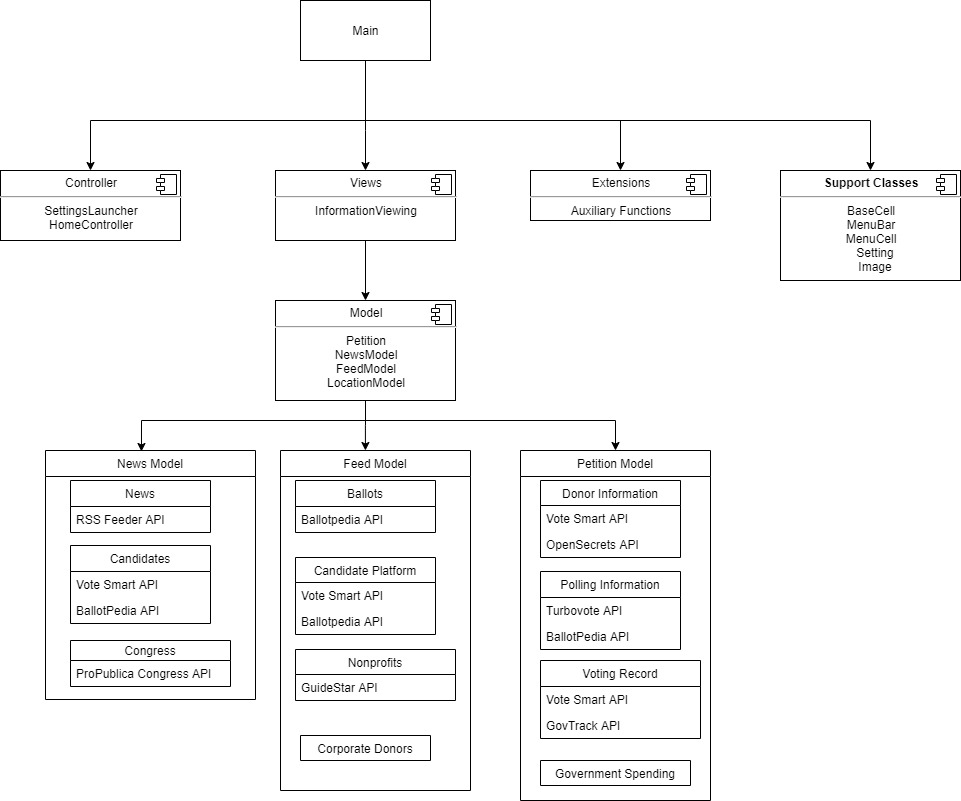 Main
Controller
SettingsLauncher
HomeController
Views
InformationViewing
Extensions
Auxiliary Functions
Support Classes
BaseCell
MenuBar
MenuCell
Setting
Image
Model
Petition
NewsModel
FeedModel
LocationModel
News Model
News
RSS Feeder API
Candidates
Vote Smart API
BallotPedia API
Congress
ProPublica Congress API
Feed Model
Ballots
Ballotpedia API
Candidate Platform
Vote Smart API
Ballotpedia API
Nonprofits
GuideStar API
Corporate Donors
Petition Model
Donor Information
Vote Smart API
OpenSecrets API
Polling Information
Turbovote API
BallotPedia API
Voting Record
Vote Smart API
GovTrack API
Government Spending